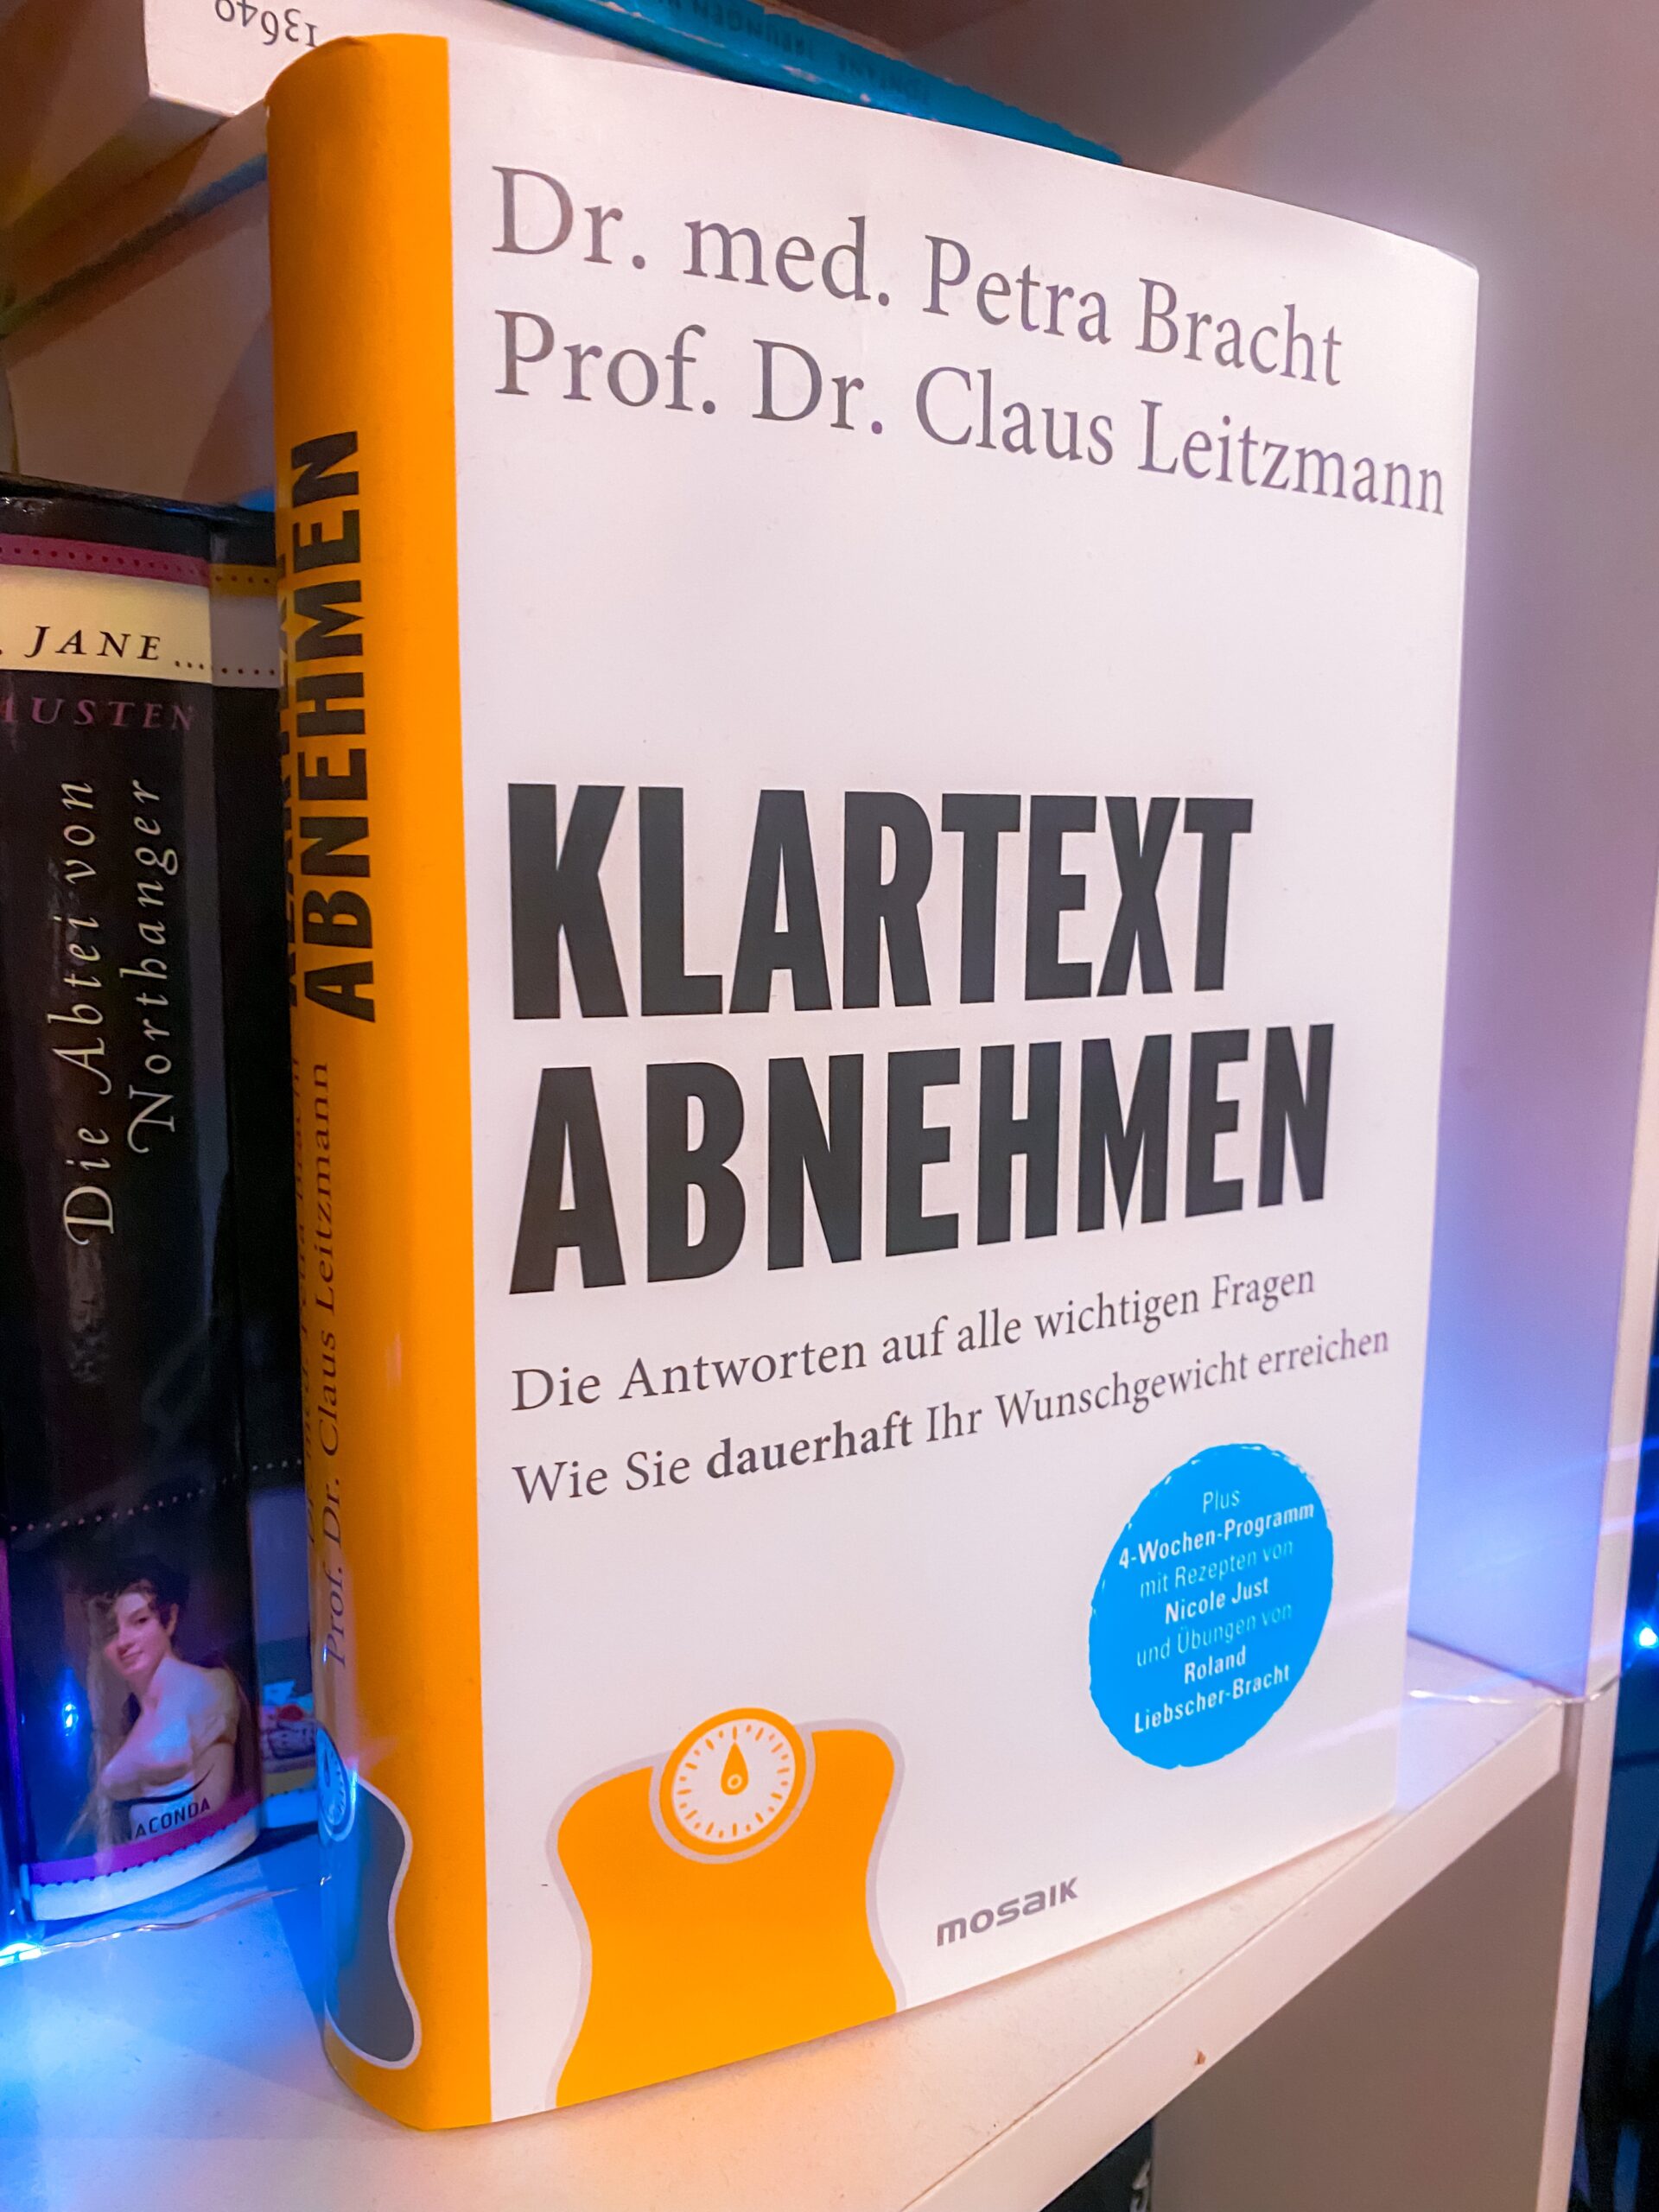 13640
JANE
AUSTEN
Die Abtei von
Northanger
ABNEHMEN
Prof. Dr. Claus Leitzmann
Dr. med. Petra Bracht
Prof. Dr. Claus Leitzmann
KLARTEXT
ABNEHMEN
Die Antworten auf alle wichtigen Fragen
Wie Sie dauerhaft Ihr Wunschgewicht erreichen
Plus
4-Wochen-Programm
mit Rezepten von
Nicole Just
und Übungen von
Roland
Liebscher-Bracht
mosaik